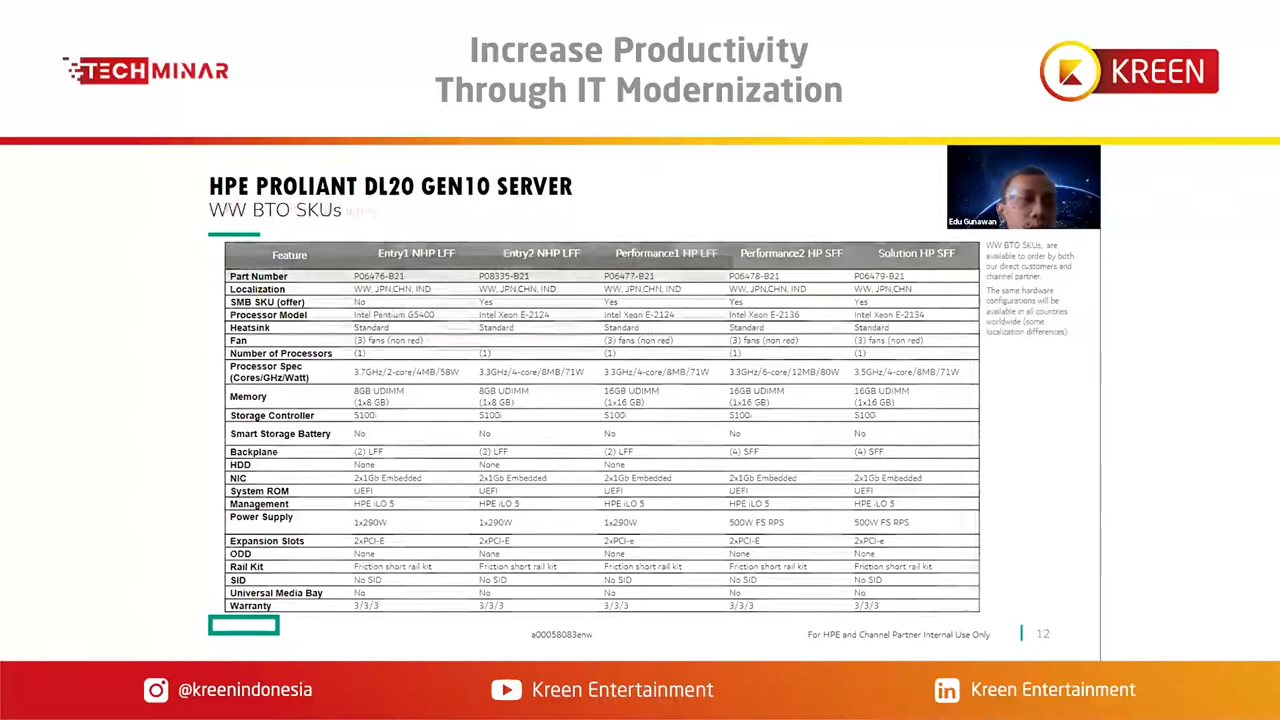 TECHMINAR
Increase Productivity
Through IT Modernization
KREEN
HPE PROLIANT DL20 GEN10 SERVER
WW BTO SKUs
Edu Gunawan
Feature Entry1 NHP LFF Entry2 NHP LFF Performance1 HP LFF Performance2 HP SFF Solution HP SFF
Part Number P06476-B21 P08335-B21 P06477-B21 P06478-B21 P06479-B21
Localization WW, JPN,CHN, IND WW, JPN,CHN, IND WW, JPN,CHN, IND WW, JPN,CHN, IND WW, JPN,CHN
SMB SKU (offer) No Yes Yes Yes Yes
Processor Model Intel Pentium G5400 Intel Xeon E-2124 Intel Xeon E-2124 Intel Xeon E-2136 Intel Xeon E-2134
Heatsink Standard Standard Standard Standard Standard
Fan (3) fans (non red) (3) fans (non red) (3) fans (non red) (3) fans (non red)
Number of Processors (1) (1) (1) (1) (1)
Processor Spec
(Cores/GHz/Watt) 3.7GHz/2-core/4MB/58W 3.3GHz/4-core/8MB/71W 3.3GHz/4-core/8MB/71W 3.3GHz/6-core/12MB/80W 3.5GHz/4-core/8MB/71W
Memory 8GB UDIMM 8GB UDIMM 16GB UDIMM 16GB UDIMM 16GB UDIMM
(1x8 GB) (1x8 GB) (1x16 GB) (1x16 GB) (1x16 GB)
Storage Controller S100i S100i S100i S100i S100i
Smart Storage Battery No No No No No
Backplane (2) LFF (2) LFF (2) LFF (4) SFF (4) SFF
HDD None None None
NIC 2x1Gb Embedded 2x1Gb Embedded 2x1Gb Embedded 2x1Gb Embedded 2x1Gb Embedded
System ROM UEFI UEFI UEFI UEFI UEFI
Management HPE iLO 5 HPE iLO 5 HPE iLO 5 HPE iLO 5 HPE iLO 5
Power Supply 1x290W 1x290W 1x290W 500W FS RPS 500W FS RPS
Expansion Slots 2xPCI-E 2xPCI-E 2xPCI-e 2xPCI-E 2xPCI-e
ODD None None None None None
Rail Kit Friction short rail kit Friction short rail kit Friction short rail kit Friction short rail kit Friction short rail kit
SID No SID No SID No SID No SID No SID
Universal Media Bay No No No No No
Warranty 3/3/3 3/3/3 3/3/3 3/3/3 3/3/3
WW BTO SKUs, are
available to order by both
our direct customers and
channel partner.
The same hardware
configurations will be
available in all countries
worldwide (some
localization differences).
a00058083enw
For HPE and Channel Partner Internal Use Only
12
@kreenindonesia
Kreen Entertainment
Kreen Entertainment